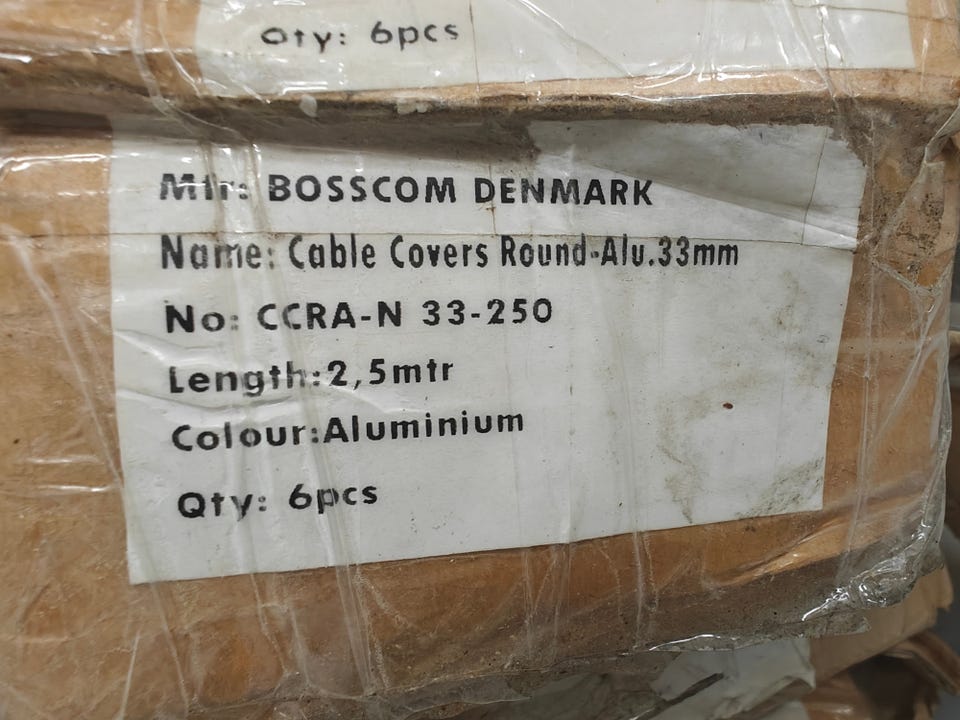 Qty: 6pcs
Mfr: BOSSCOM DENMARK
Name: Cable Covers Round-Alu.33mm
No: CCRA-N 33-250
Length:2,5mtr
Colour:Aluminium
Qty: 6pcs